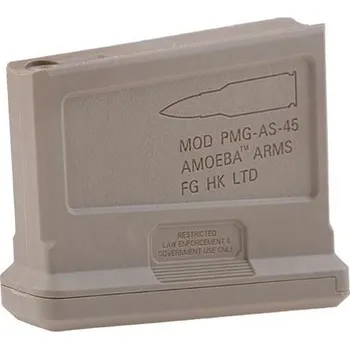 MOD PMG-AS-45
AMOEBA™ ARMS
FG HK LTD
RESTRICTED
LAW ENFORCEMENT &
GOVERNMENT USE ONLY